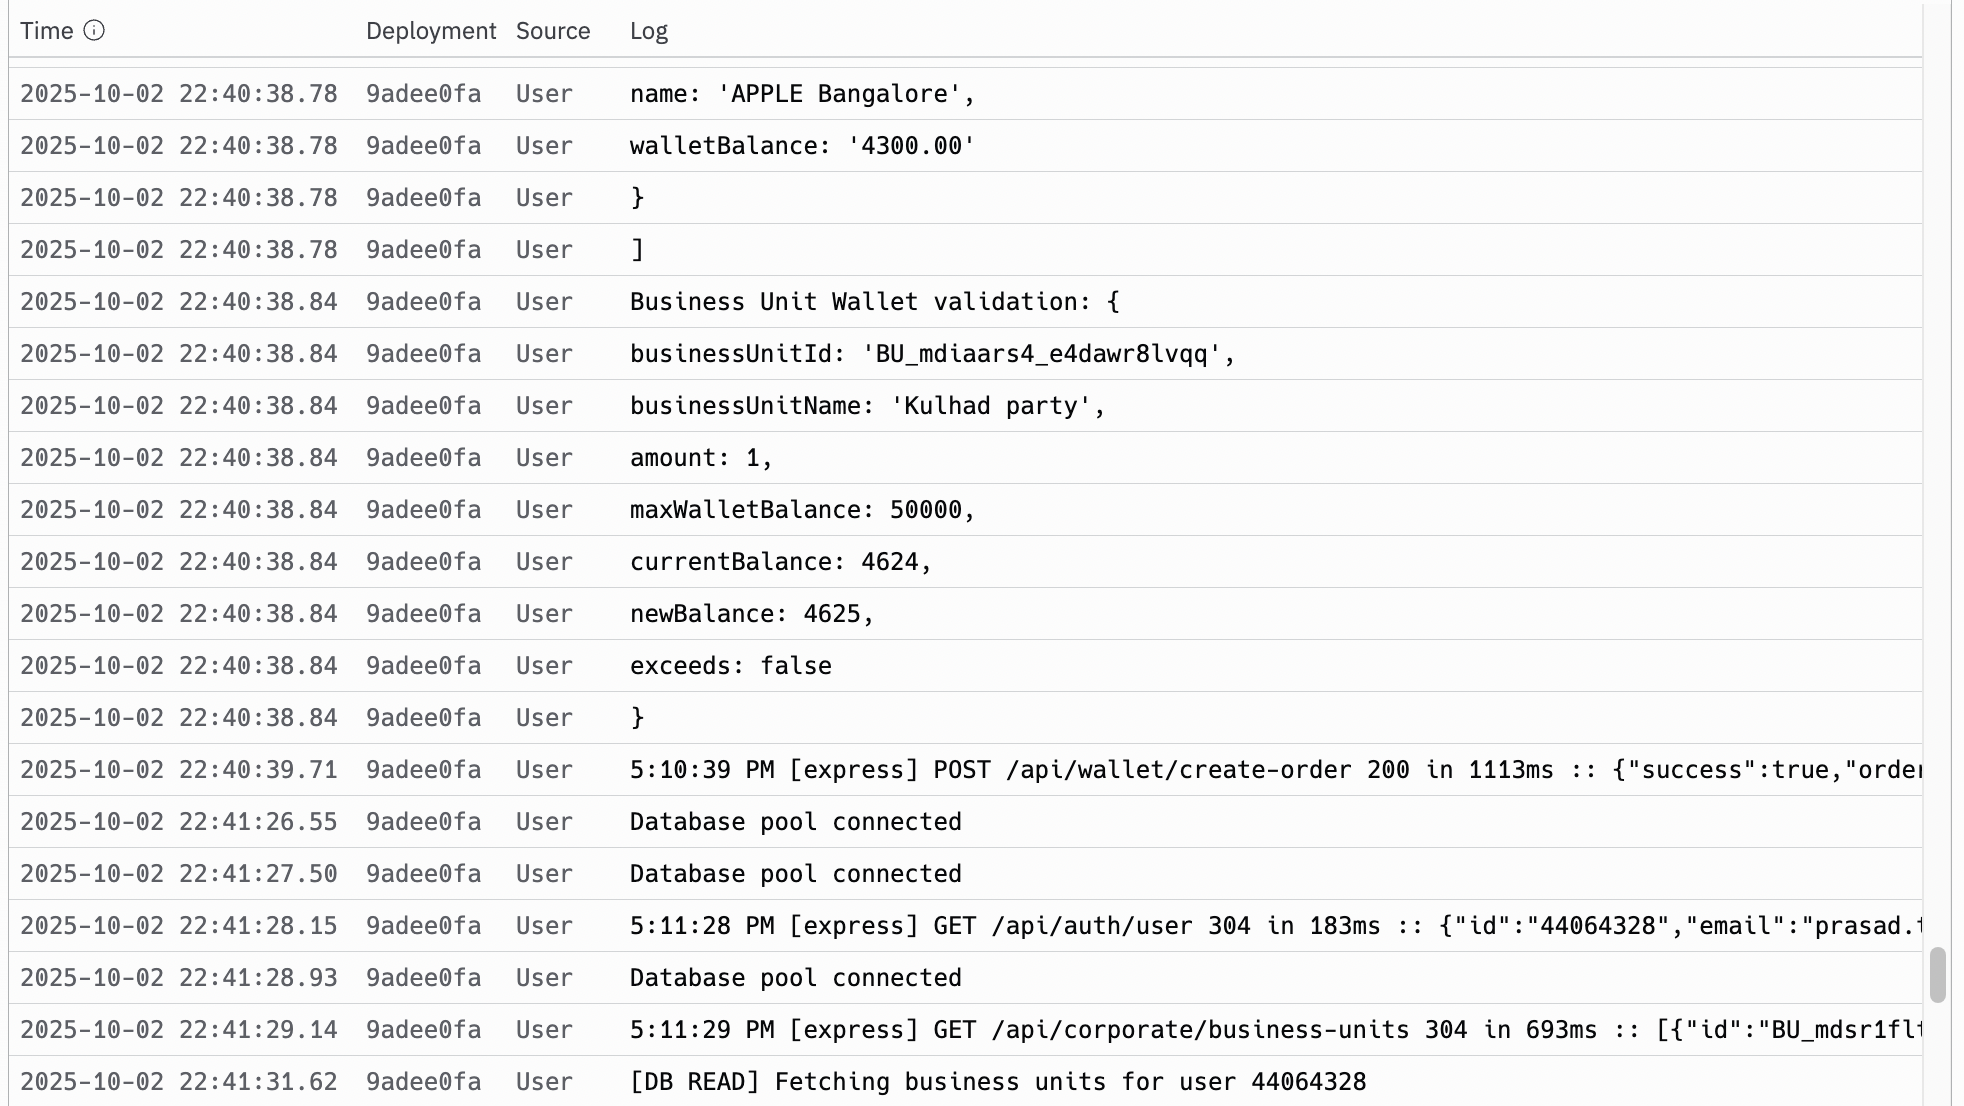 Time Deployment Source Log
2025-10-02 22:40:38.78 9adee0fa User name: 'APPLE Bangalore',
2025-10-02 22:40:38.78 9adee0fa User walletBalance: '4300.00'
2025-10-02 22:40:38.78 9adee0fa User }
2025-10-02 22:40:38.78 9adee0fa User ]
2025-10-02 22:40:38.84 9adee0fa User Business Unit Wallet validation: {
2025-10-02 22:40:38.84 9adee0fa User businessUnitId: 'BU_mdiaars4_e4dawr8lvqq',
2025-10-02 22:40:38.84 9adee0fa User businessUnitName: 'Kulhad party',
2025-10-02 22:40:38.84 9adee0fa User amount: 1,
2025-10-02 22:40:38.84 9adee0fa User maxWalletBalance: 50000,
2025-10-02 22:40:38.84 9adee0fa User currentBalance: 4624,
2025-10-02 22:40:38.84 9adee0fa User newBalance: 4625,
2025-10-02 22:40:38.84 9adee0fa User exceeds: false
2025-10-02 22:40:38.84 9adee0fa User }
2025-10-02 22:40:39.71 9adee0fa User 5:10:39 PM [express] POST /api/wallet/create-order 200 in 1113ms :: {"success":true,"order
2025-10-02 22:41:26.55 9adee0fa User Database pool connected
2025-10-02 22:41:27.50 9adee0fa User Database pool connected
2025-10-02 22:41:28.15 9adee0fa User 5:11:28 PM [express] GET /api/auth/user 304 in 183ms :: {"id":"44064328","email":"prasad.t
2025-10-02 22:41:28.93 9adee0fa User Database pool connected
2025-10-02 22:41:29.14 9adee0fa User 5:11:29 PM [express] GET /api/corporate/business-units 304 in 693ms :: [{"id":"BU_mdsr1flt
2025-10-02 22:41:31.62 9adee0fa User [DB READ] Fetching business units for user 44064328